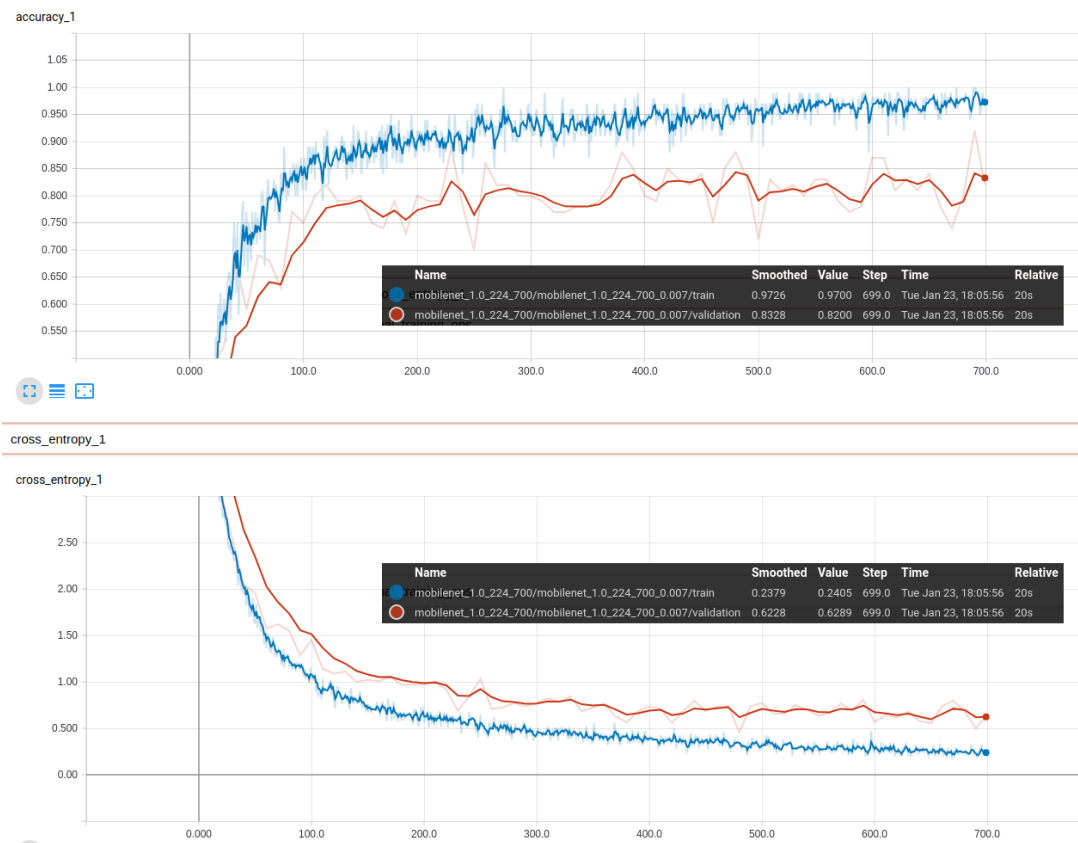 accuracy_1
1.05
1.00
0.950
0.900
0.850
0.800
0.750
0.700
0.650
0.600
0.550
Name Smoothed Value Step Time Relative
mobilenet_1.0_224_700/mobilenet_1.0_224_700_0.007/train 0.9726 0.9700 699.0 Tue Jan 23, 18:05:56 20s
mobilenet_1.0_224_700/mobilenet_1.0_224_700_0.007/validation 0.8328 0.8200 699.0 Tue Jan 23, 18:05:56 20s
0.000 100.0 200.0 300.0 400.0 500.0 600.0 700.0
cross_entropy_1
cross_entropy_1
2.50
2.00
1.50
1.00
0.500
0.00
Name Smoothed Value Step Time Relative
mobilenet_1.0_224_700/mobilenet_1.0_224_700_0.007/train 0.2379 0.2405 699.0 Tue Jan 23, 18:05:56 20s
mobilenet_1.0_224_700/mobilenet_1.0_224_700_0.007/validation 0.6228 0.6289 699.0 Tue Jan 23, 18:05:56 20s
0.000 100.0 200.0 300.0 400.0 500.0 600.0 700.0